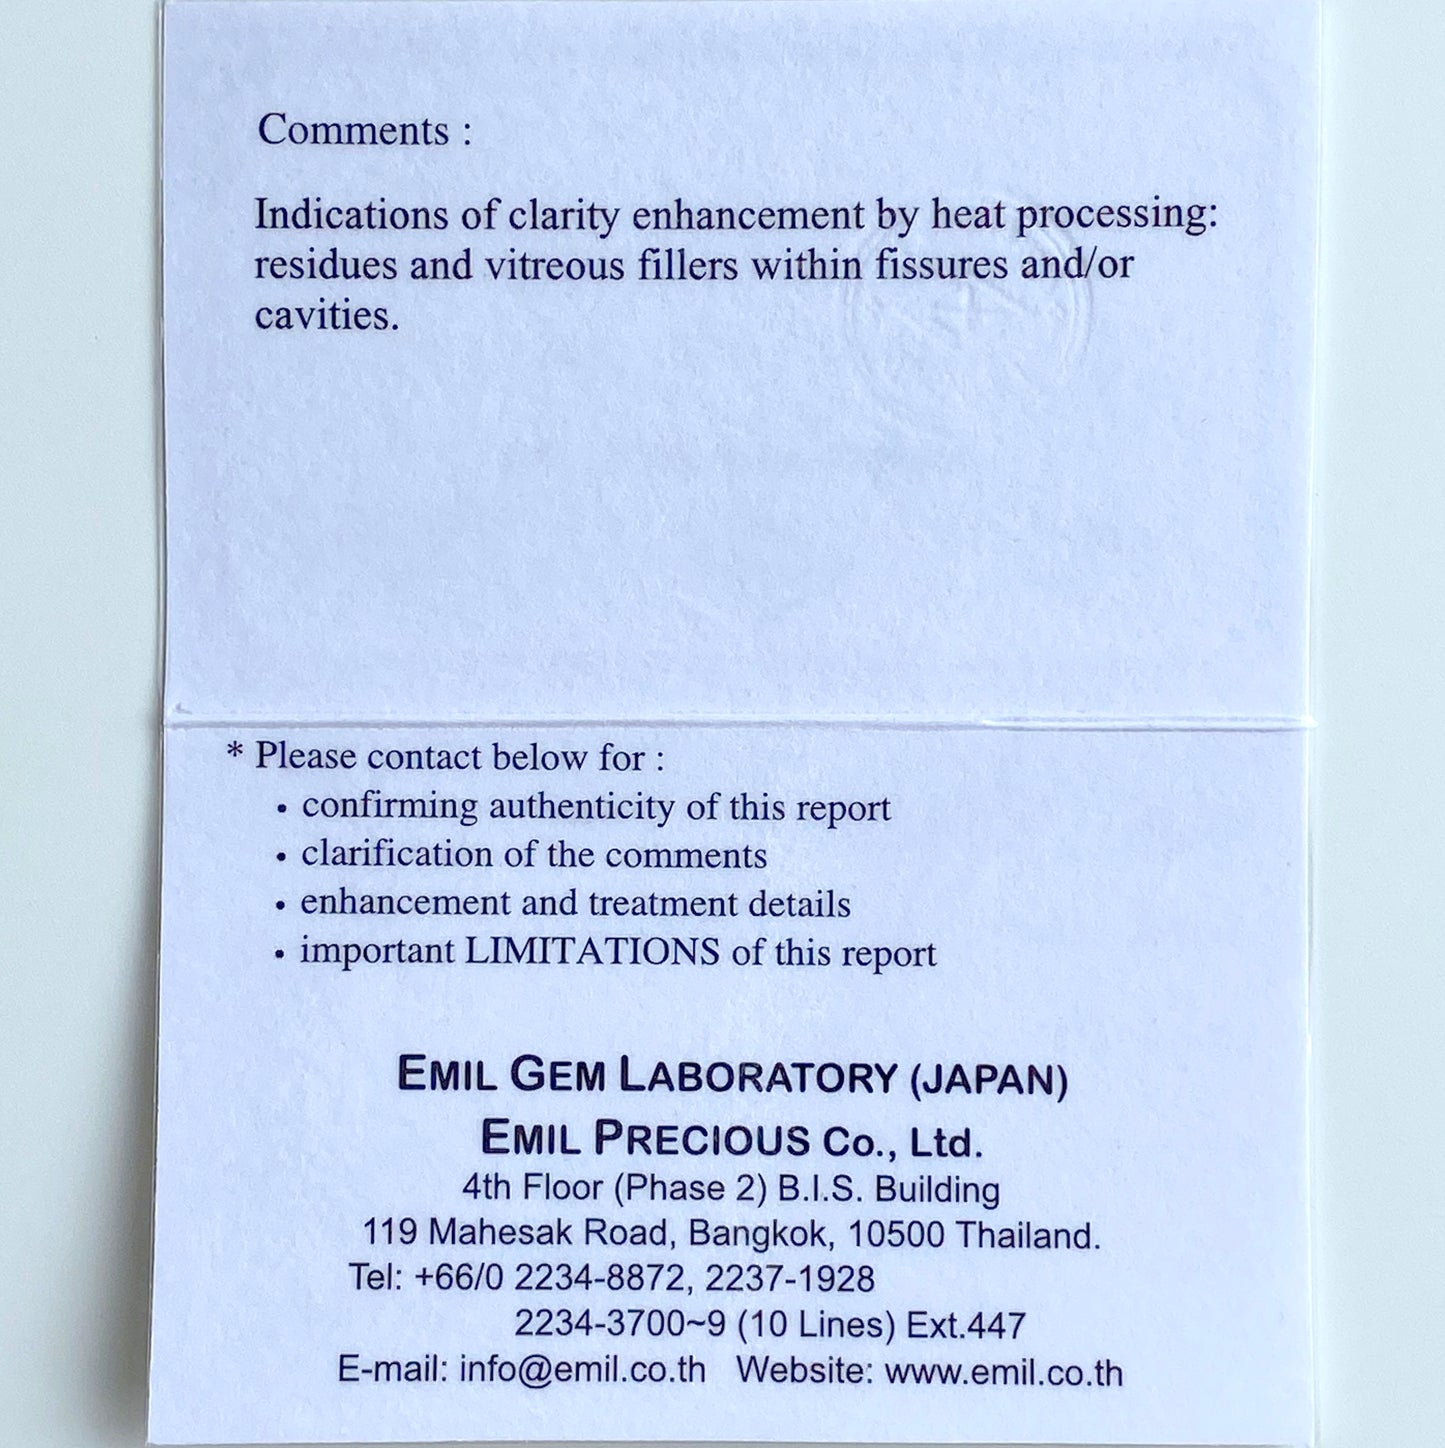 Comments :
Indications of clarity enhancement by heat processing:
residues and vitreous fillers within fissures and/or
cavities.
* Please contact below for :
• confirming authenticity of this report
• clarification of the comments
• enhancement and treatment details
• important LIMITATIONS of this report
EMIL GEM LABORATORY (JAPAN)
EMIL PRECIOUS Co., Ltd.
4th Floor (Phase 2) B.I.S. Building
119 Mahesak Road, Bangkok, 10500 Thailand.
Tel: +66/0 2234-8872, 2237-1928
2234-3700~9 (10 Lines) Ext.447
E-mail: info@emil.co.th Website: www.emil.co.th